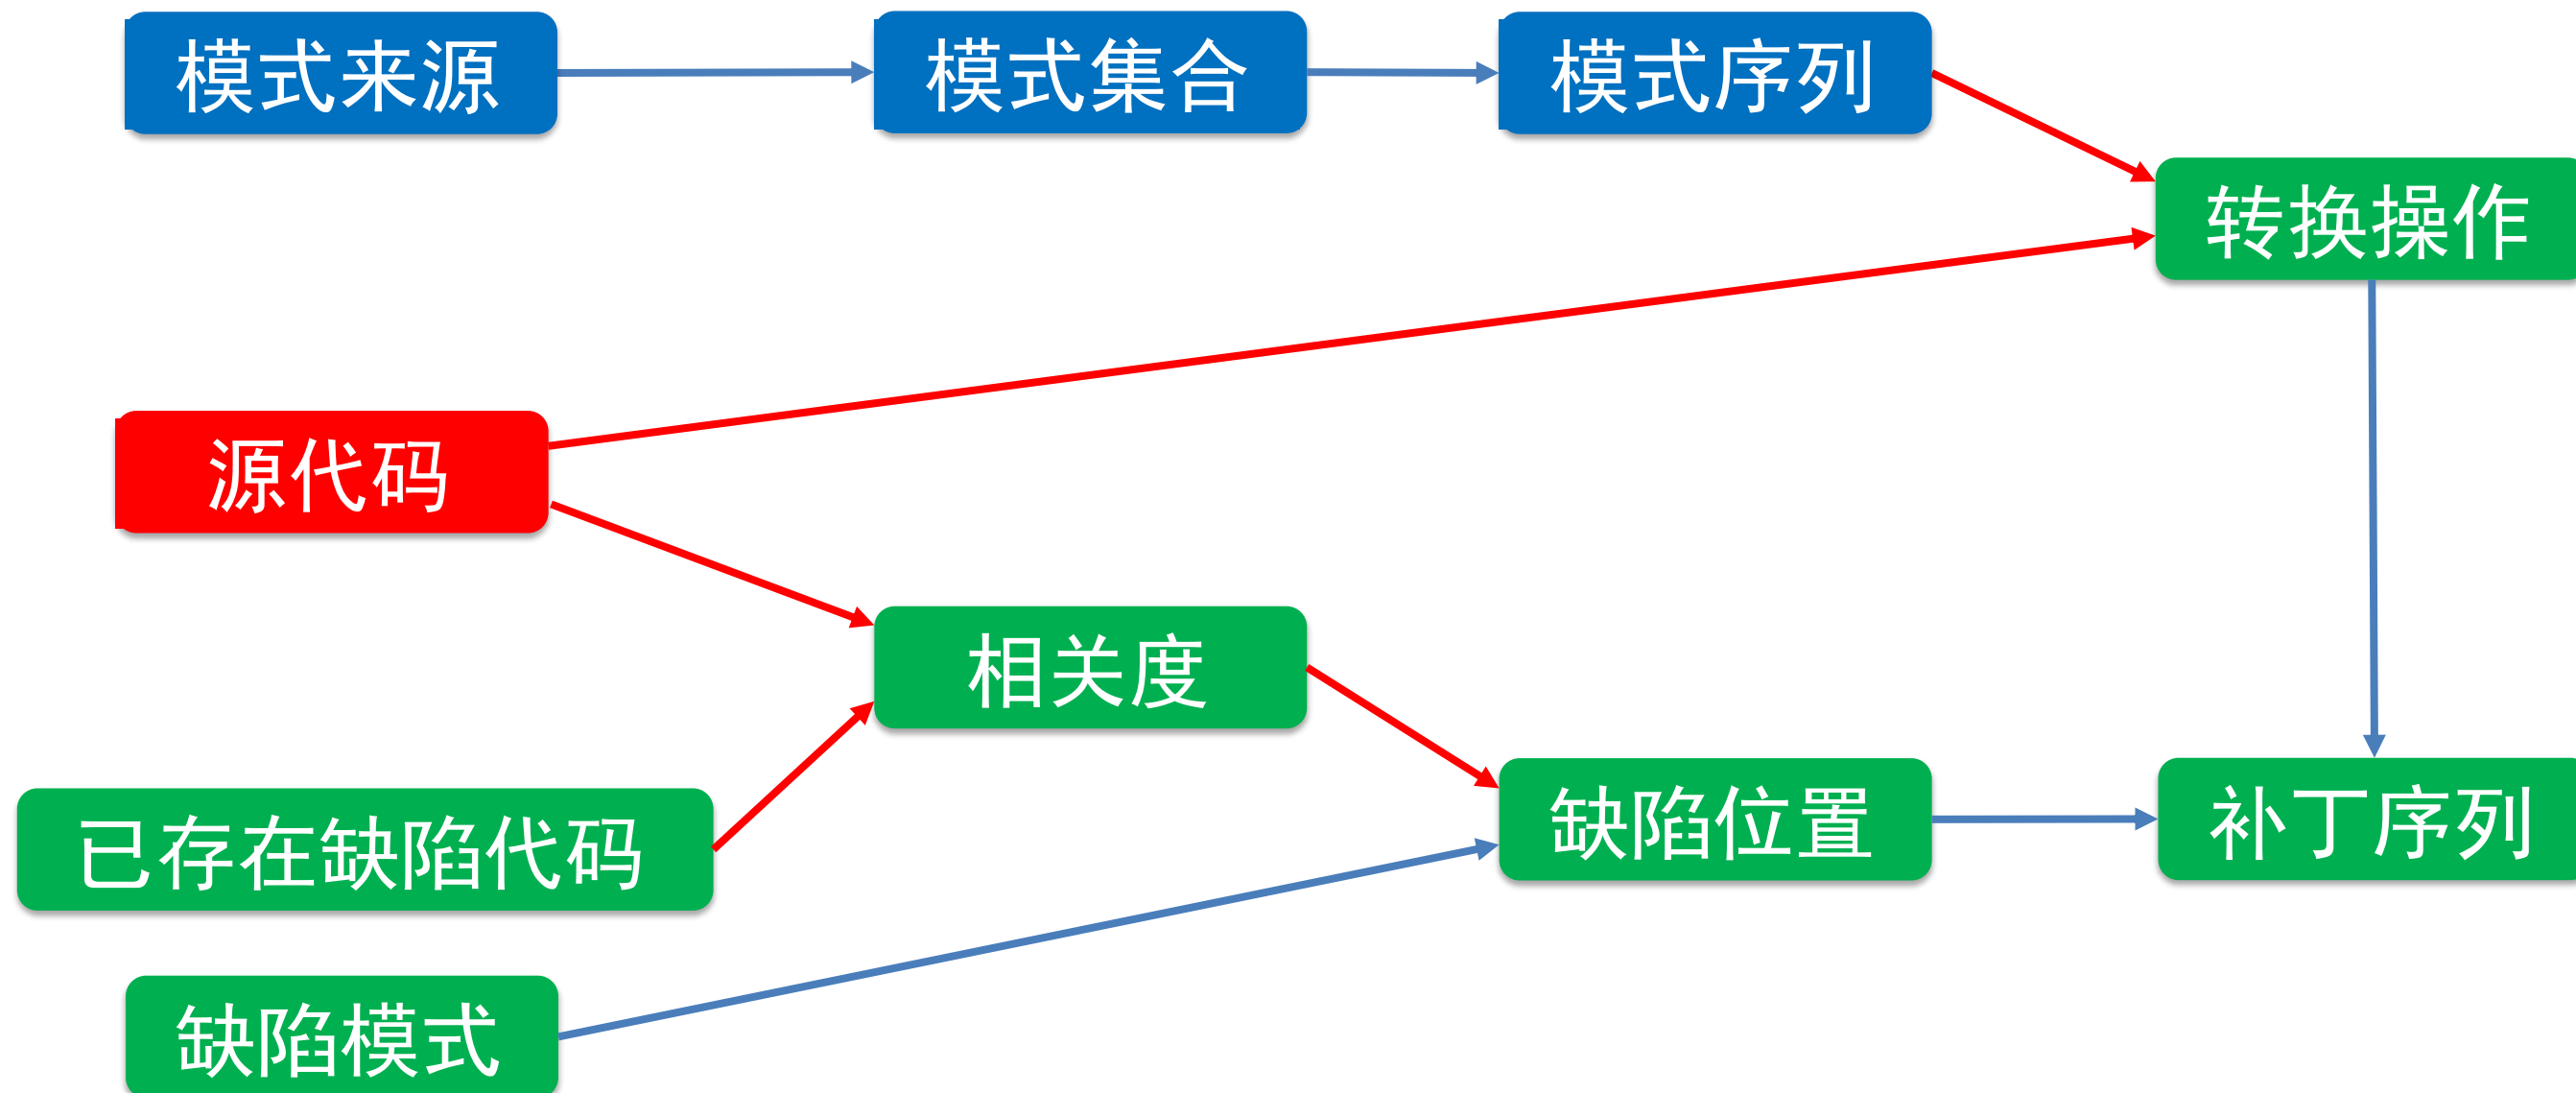 模式来源
模式集合
模式序列
转换操作
源代码
相关度
缺陷位置
补丁序列
已存在缺陷代码
缺陷模式